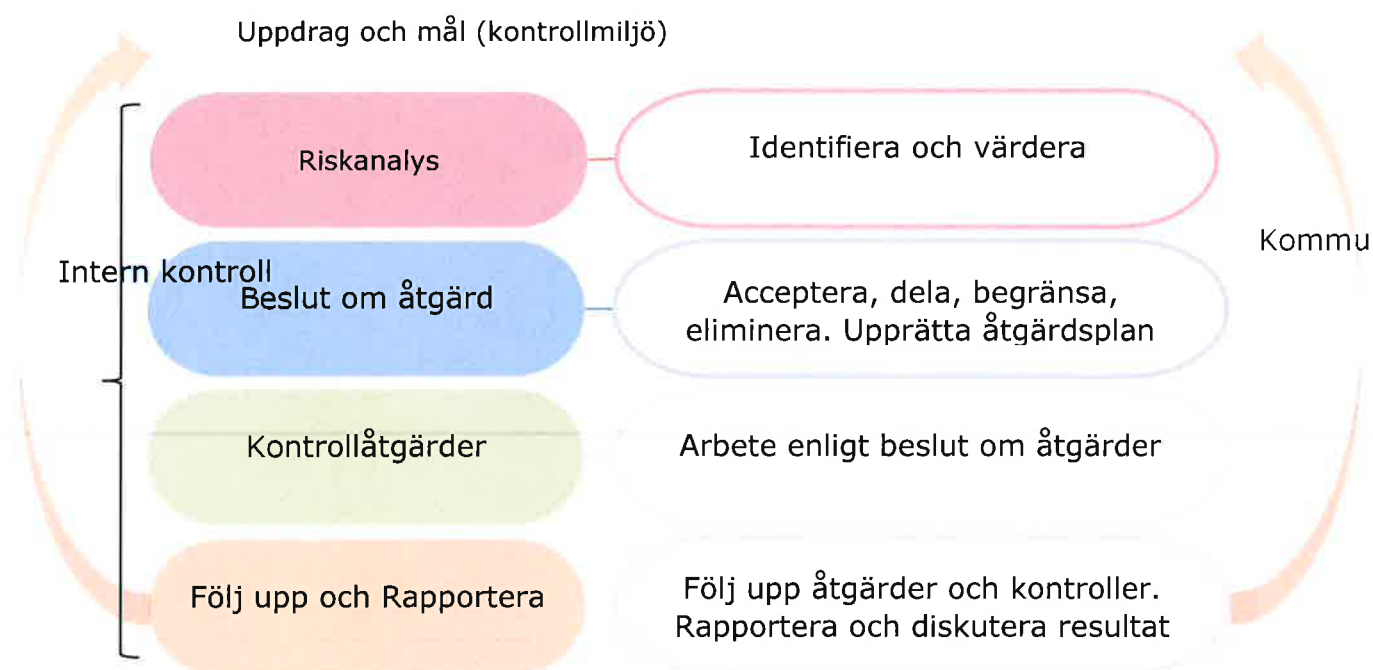 Uppdrag och mål (kontrollmiljö)
Riskanalys
Identifiera och värdera
Kommu
Intern kontroll
Beslut om åtgärd
Acceptera, dela, begränsa,
eliminera. Upprätta åtgärdsplan
Kontrollåtgärder
Arbete enligt beslut om åtgärder
Följ upp och Rapportera
Följ upp åtgärder och kontroller.
Rapportera och diskutera resultat